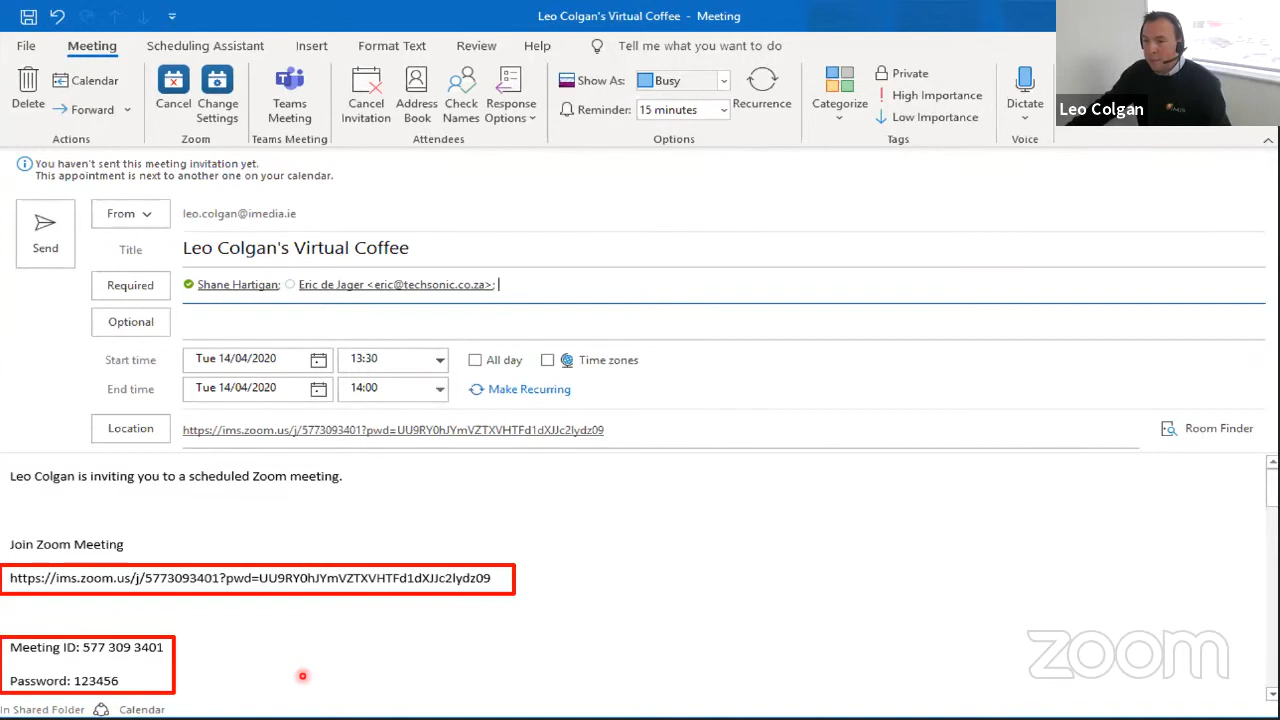 Leo Colgan's Virtual Coffee - Meeting
File Meeting Scheduling Assistant Insert Format Text Review Help Tell me what you want to do
Delete
Calendar
Forward
Actions
Cancel
Change Settings
Zoom
Teams Meeting
Teams Meeting
Cancel Invitation
Address Book
Check Names
Response Options
Attendees
Show As: Busy
Reminder: 15 minutes
Recurrence
Options
Categorize
Private
High Importance
Low Importance
Tags
Dictate
Voice
Leo Colgan
You haven't sent this meeting invitation yet.
This appointment is next to another one on your calendar.
Send
From leo.colgan@imedia.ie
Title Leo Colgan's Virtual Coffee
Required Shane Hartigan; Eric de Jager <eric@techsonic.co.za>;
Optional
Start time Tue 14/04/2020 13:30 All day Time zones
End time Tue 14/04/2020 14:00 Make Recurring
Location https://ims.zoom.us/j/5773093401?pwd=UU9RY0hJYmVZTXVHTFd1dXJJc2lydz09 Room Finder
Leo Colgan is inviting you to a scheduled Zoom meeting.
Join Zoom Meeting
https://ims.zoom.us/j/5773093401?pwd=UU9RY0hJYmVZTXVHTFd1dXJJc2lydz09
Meeting ID: 577 309 3401
Password: 123456
zoom
In Shared Folder Calendar